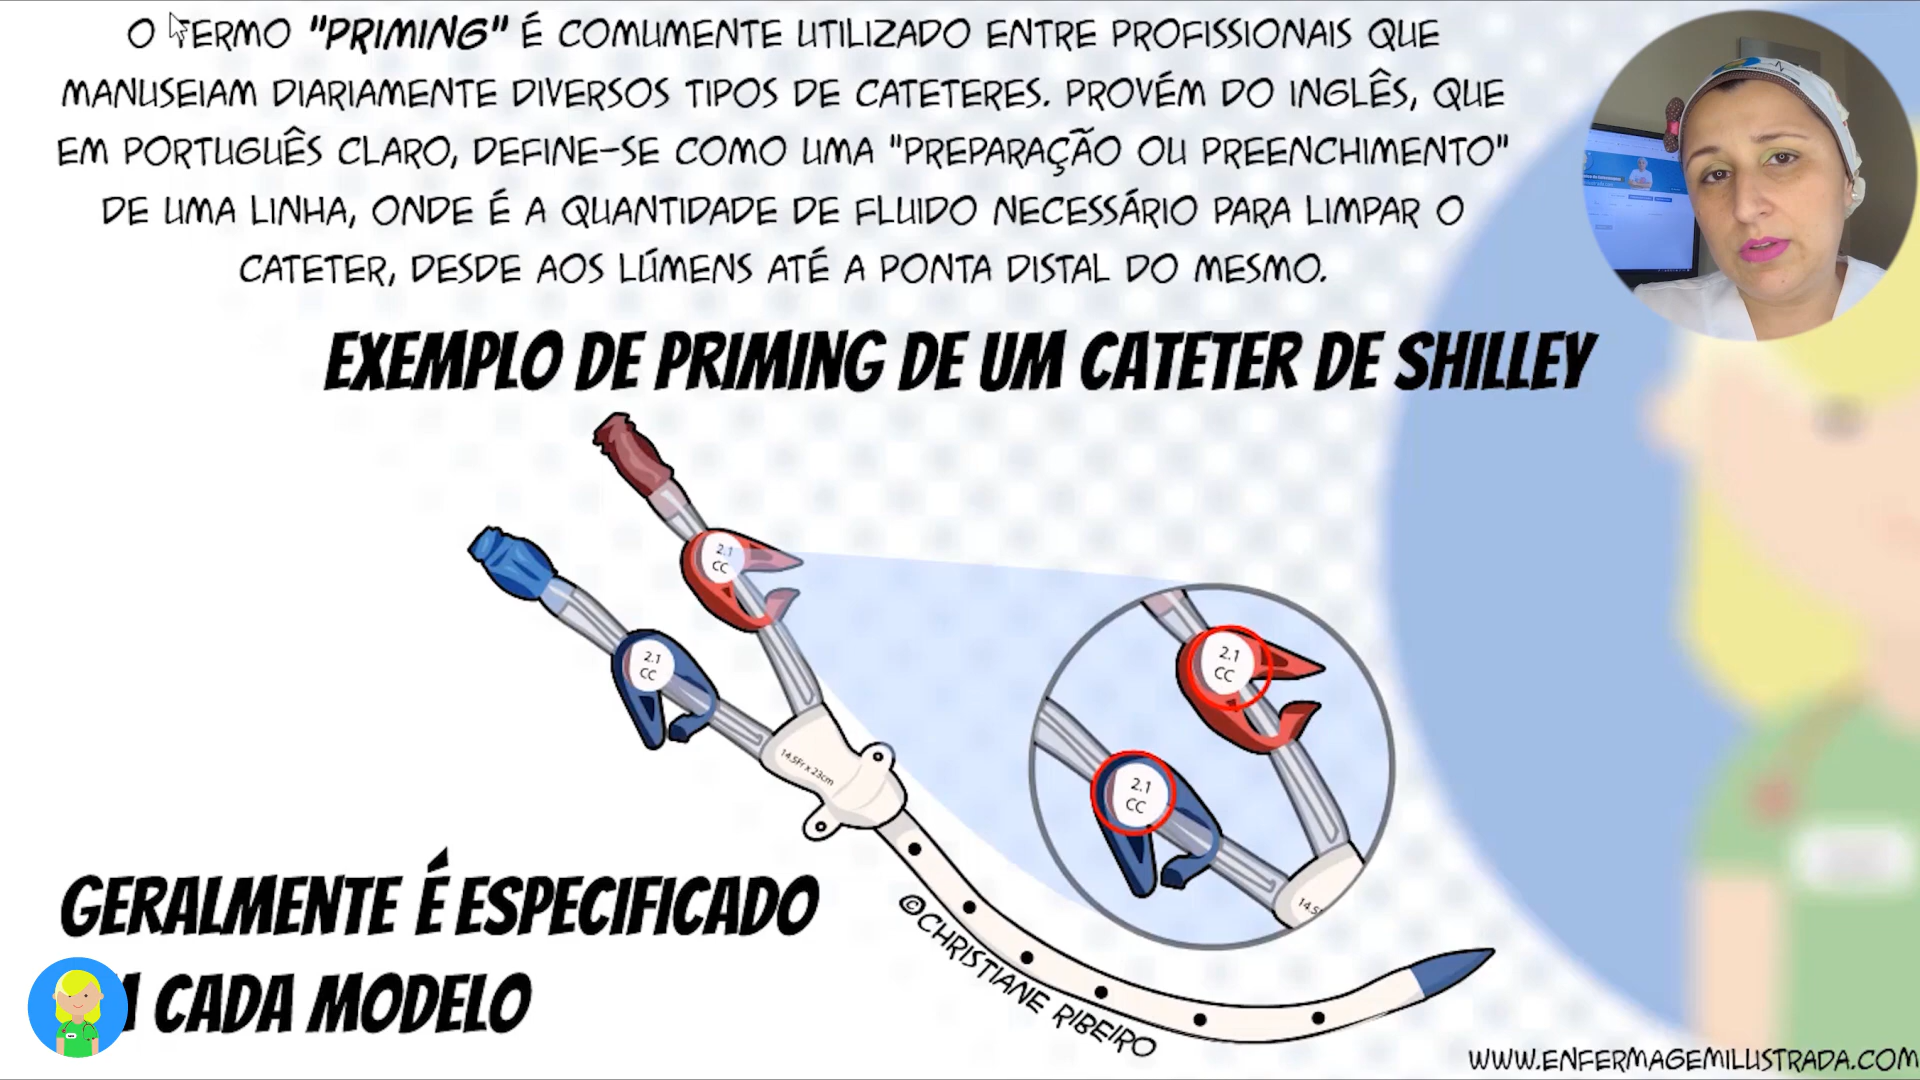 O TERMO "PRIMING" É COMUMENTE UTILIZADO ENTRE PROFISSIONAIS QUE
MANUSEIAM DIARIAMENTE DIVERSOS TIPOS DE CATETERES. PROVÉM DO INGLÊS, QUE
EM PORTUGUÊS CLARO, DEFINE-SE COMO UMA "PREPARAÇÃO OU PREENCHIMENTO"
DE UMA LINHA, ONDE É A QUANTIDADE DE FLUIDO NECESSÁRIO PARA LIMPAR O
CATETER, DESDE AOS LÚMENS ATÉ A PONTA DISTAL DO MESMO.
EXEMPLO DE PRIMING DE UM CATETER DE SHILLEY
2.1
CC
2.1
CC
2.1
CC
2.1
CC
14.5Fr x 23cm
14.5
GERALMENTE É ESPECIFICADO
CADA MODELO
©CHRISTIANE RIBEIRO
WWW.ENFERMAGEMILUSTRADA.COM